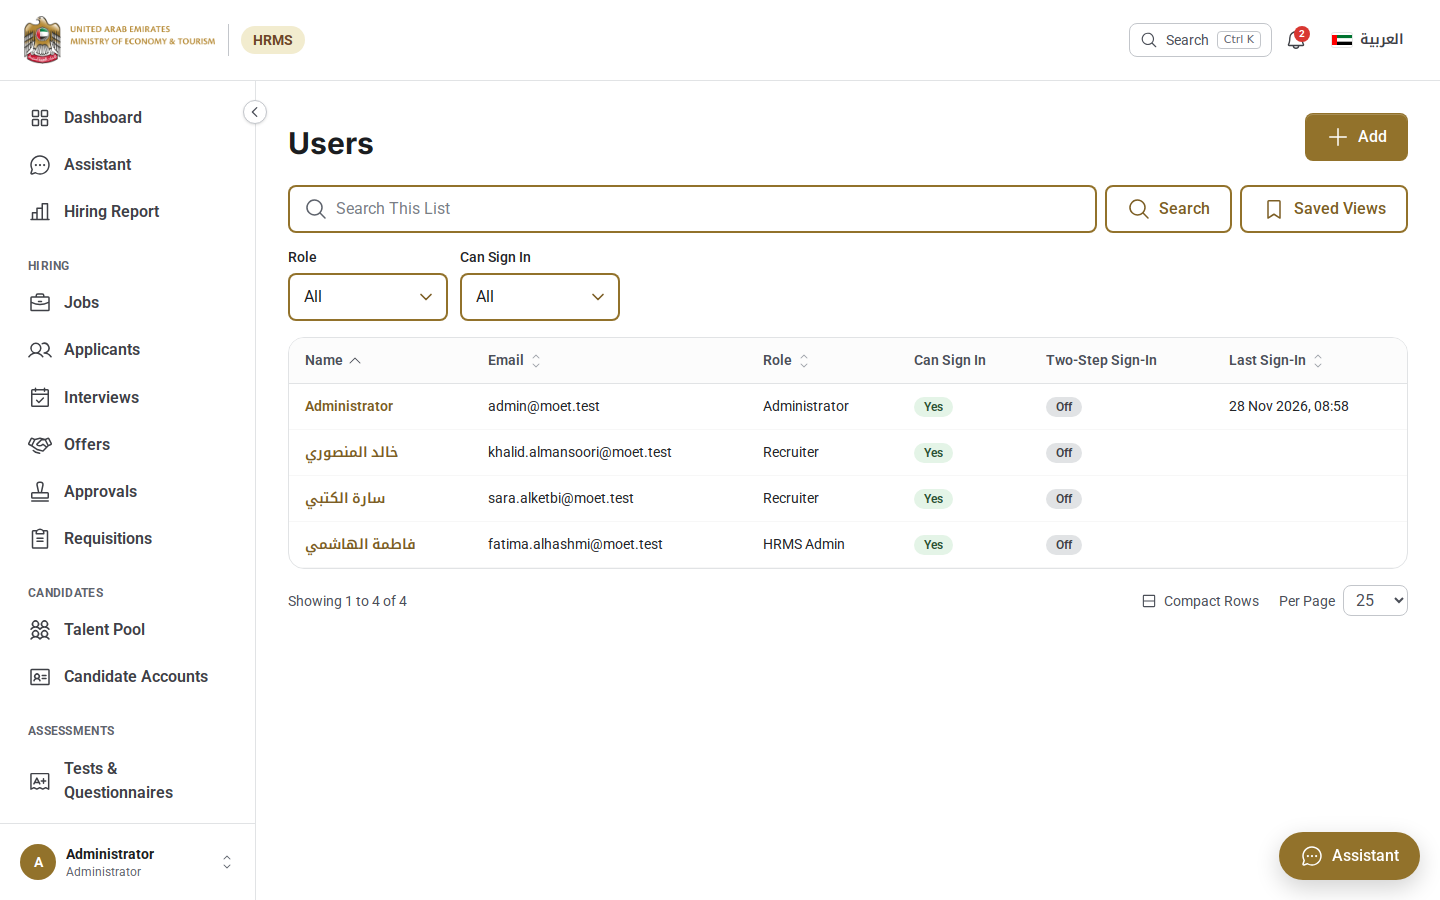 UNITED ARAB EMIRATES
MINISTRY OF ECONOMY & TOURISM
HRMS
Search Ctrl K
2
العربية
Dashboard
Assistant
Hiring Report
HIRING
Jobs
Applicants
Interviews
Offers
Approvals
Requisitions
CANDIDATES
Talent Pool
Candidate Accounts
ASSESSMENTS
Tests &
Questionnaires
A
Administrator
Administrator
Users
Add
Search This List
Search
Saved Views
Role Can Sign In
All All
Name Email Role Can Sign In Two-Step Sign-In Last Sign-In
Administrator admin@moet.test Administrator Yes Off 28 Nov 2026, 08:58
خالد المنصوري khalid.almansoori@moet.test Recruiter Yes Off
سارة الكتبي sara.alketbi@moet.test Recruiter Yes Off
فاطمة الهاشمي fatima.alhashmi@moet.test HRMS Admin Yes Off
Showing 1 to 4 of 4 Compact Rows Per Page 25
Assistant